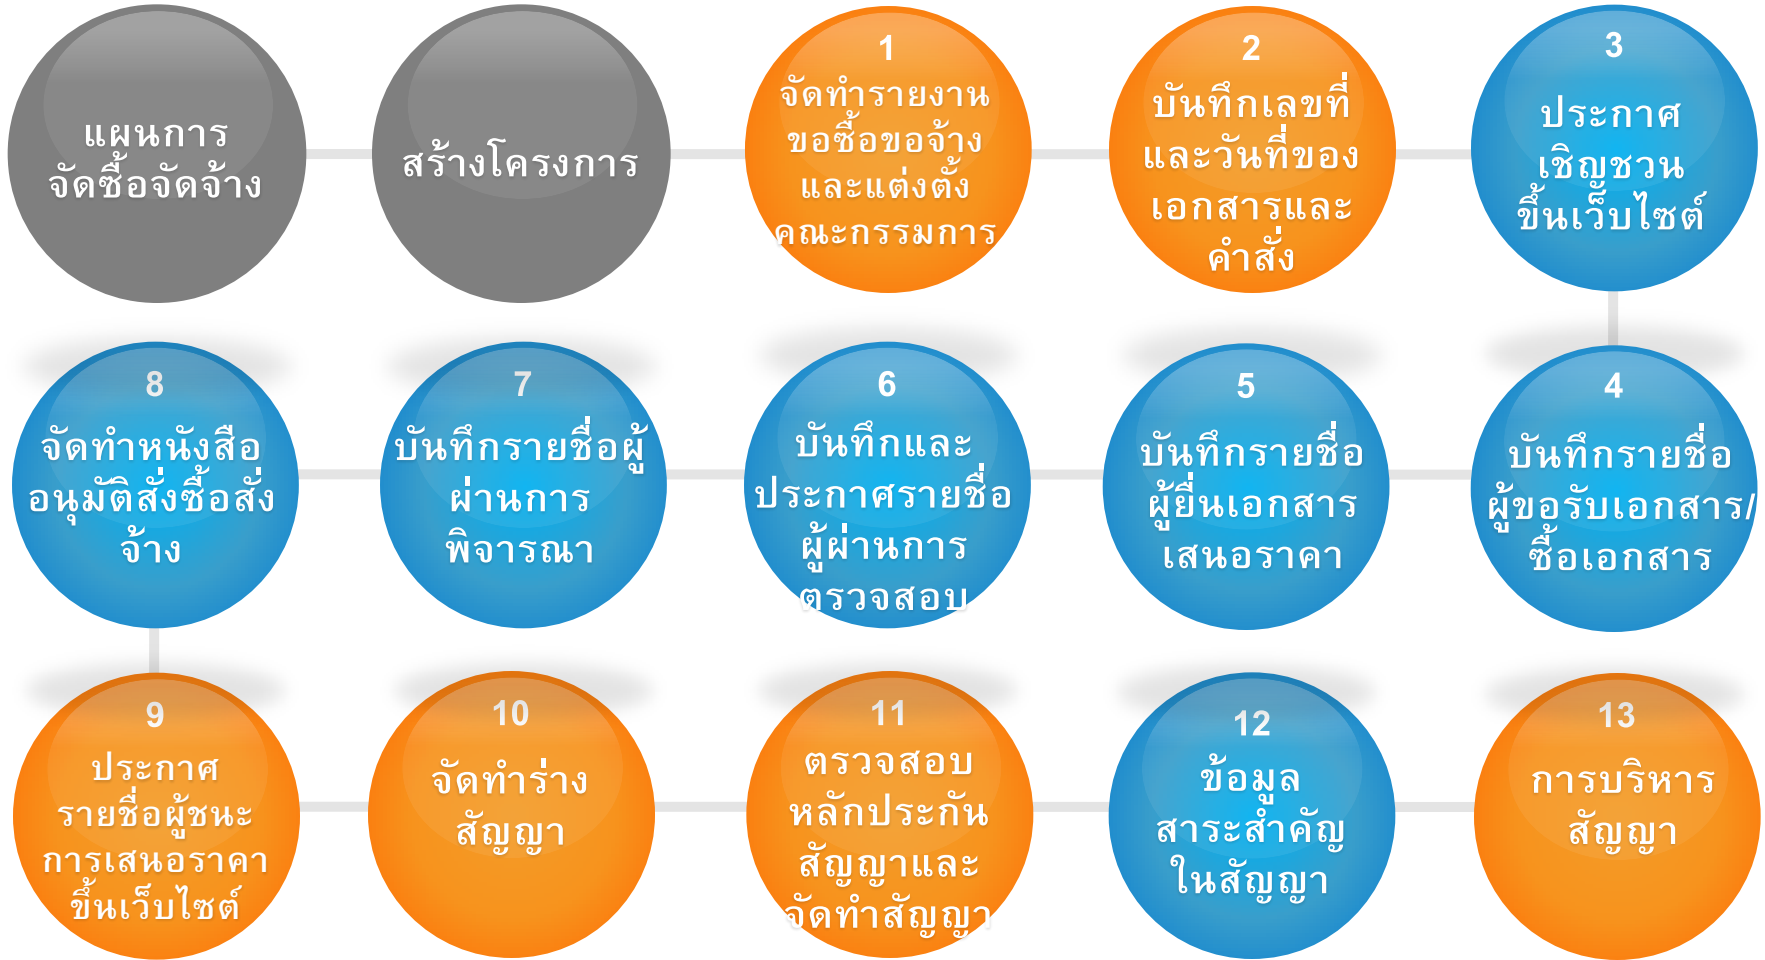 แผนการ
จัดซื้อจัดจ้าง
สร้างโครงการ
1
จัดทำรายงาน
ขอซื้อขอจ้าง
และแต่งตั้ง
คณะกรรมการ
2
บันทึกเลขที่
และวันที่ของ
เอกสารและ
คำสั่ง
3
ประกาศ
เชิญชวน
ขึ้นเว็บไซต์
4
บันทึกรายชื่อ
ผู้ขอรับเอกสาร/
ซื้อเอกสาร
5
บันทึกรายชื่อ
ผู้ยื่นเอกสาร
เสนอราคา
6
บันทึกและ
ประกาศรายชื่อ
ผู้ผ่านการ
ตรวจสอบ
7
บันทึกรายชื่อผู้
ผ่านการ
พิจารณา
8
จัดทำหนังสือ
อนุมัติสั่งซื้อสั่ง
จ้าง
9
ประกาศ
รายชื่อผู้ชนะ
การเสนอราคา
ขึ้นเว็บไซต์
10
จัดทำร่าง
สัญญา
11
ตรวจสอบ
หลักประกัน
สัญญาและ
จัดทำสัญญา
12
ข้อมูล
สาระสำคัญ
ในสัญญา
13
การบริหาร
สัญญา